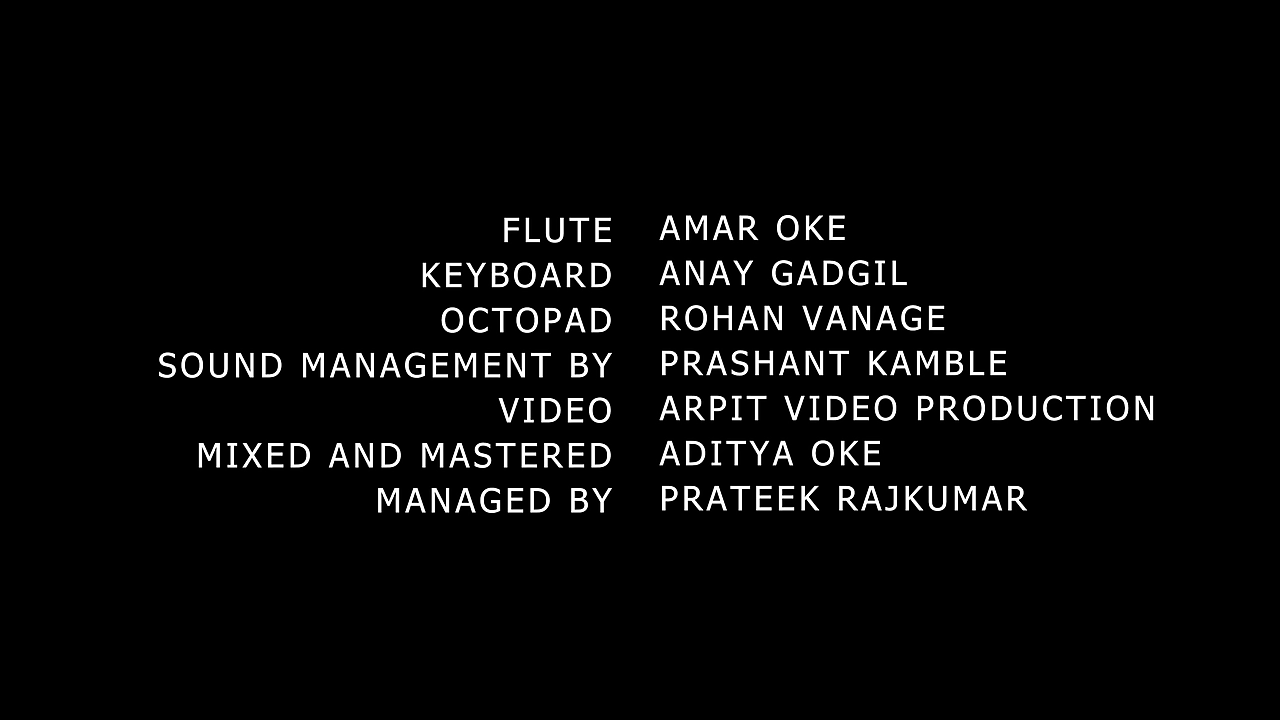 FLUTE AMAR OKE
KEYBOARD ANAY GADGIL
OCTOPAD ROHAN VANAGE
SOUND MANAGEMENT BY PRASHANT KAMBLE
VIDEO ARPIT VIDEO PRODUCTION
MIXED AND MASTERED ADITYA OKE
MANAGED BY PRATEEK RAJKUMAR